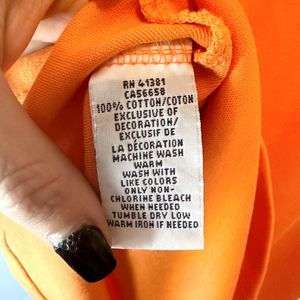 RN 41381
CA56658
100% COTTON/COTON
EXCLUSIVE OF
DECORATION/
EXCLUSIF DE
LA DÉCORATION
MACHINE WASH
WARM
WASH WITH
LIKE COLORS
ONLY NON-
CHLORINE BLEACH
WHEN NEEDED
TUMBLE DRY LOW
WARM IRON IF NEEDED